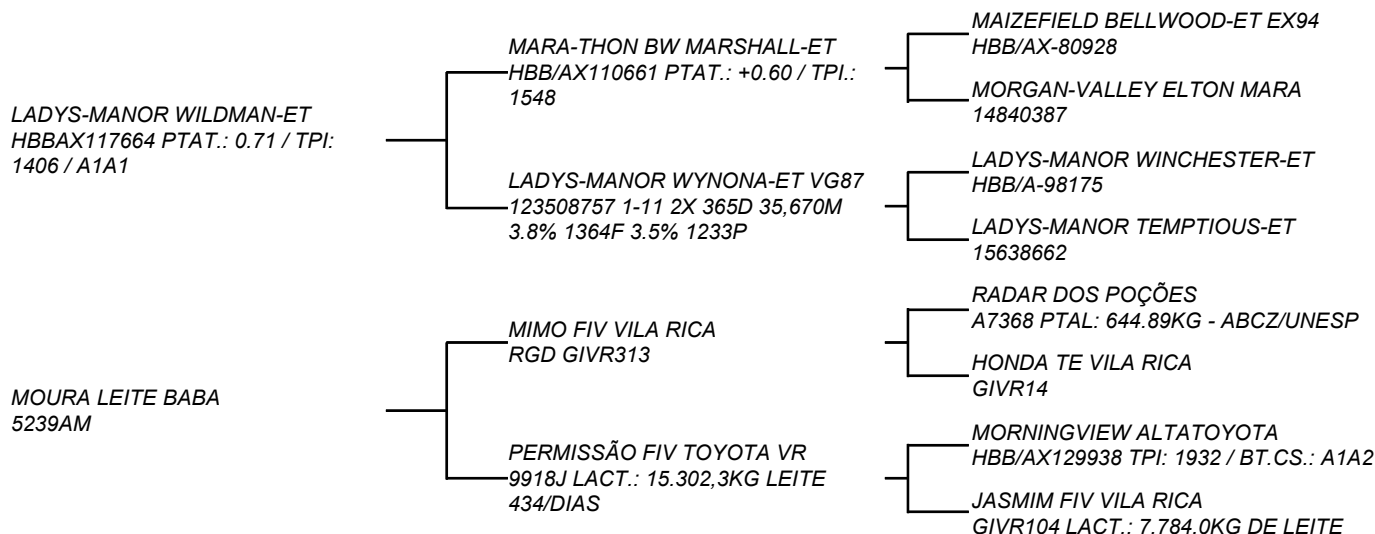 LADYS-MANOR WILDMAN-ET
HBBAX117664 PTAT.: 0.71 / TPI:
1406 / A1A1
MARA-THON BW MARSHALL-ET
HBB/AX110661 PTAT.: +0.60 / TPI.:
1548
MAIZEFIELD BELLWOOD-ET EX94
HBB/AX-80928
MORGAN-VALLEY ELTON MARA
14840387
LADYS-MANOR WYNONA-ET VG87
123508757 1-11 2X 365D 35,670M
3.8% 1364F 3.5% 1233P
LADYS-MANOR WINCHESTER-ET
HBB/A-98175
LADYS-MANOR TEMPTIOUS-ET
15638662
MOURA LEITE BABA
5239AM
MIMO FIV VILA RICA
RGD GIVR313
RADAR DOS POÇÕES
A7368 PTAL: 644.89KG - ABCZ/UNESP
HONDA TE VILA RICA
GIVR14
PERMISSÃO FIV TOYOTA VR
9918J LACT.: 15.302,3KG LEITE
434/DIAS
MORNINGVIEW ALTATOYOTA
HBB/AX129938 TPI: 1932 / BT.CS.: A1A2
JASMIM FIV VILA RICA
GIVR104 LACT.: 7.784.0KG DE LEITE